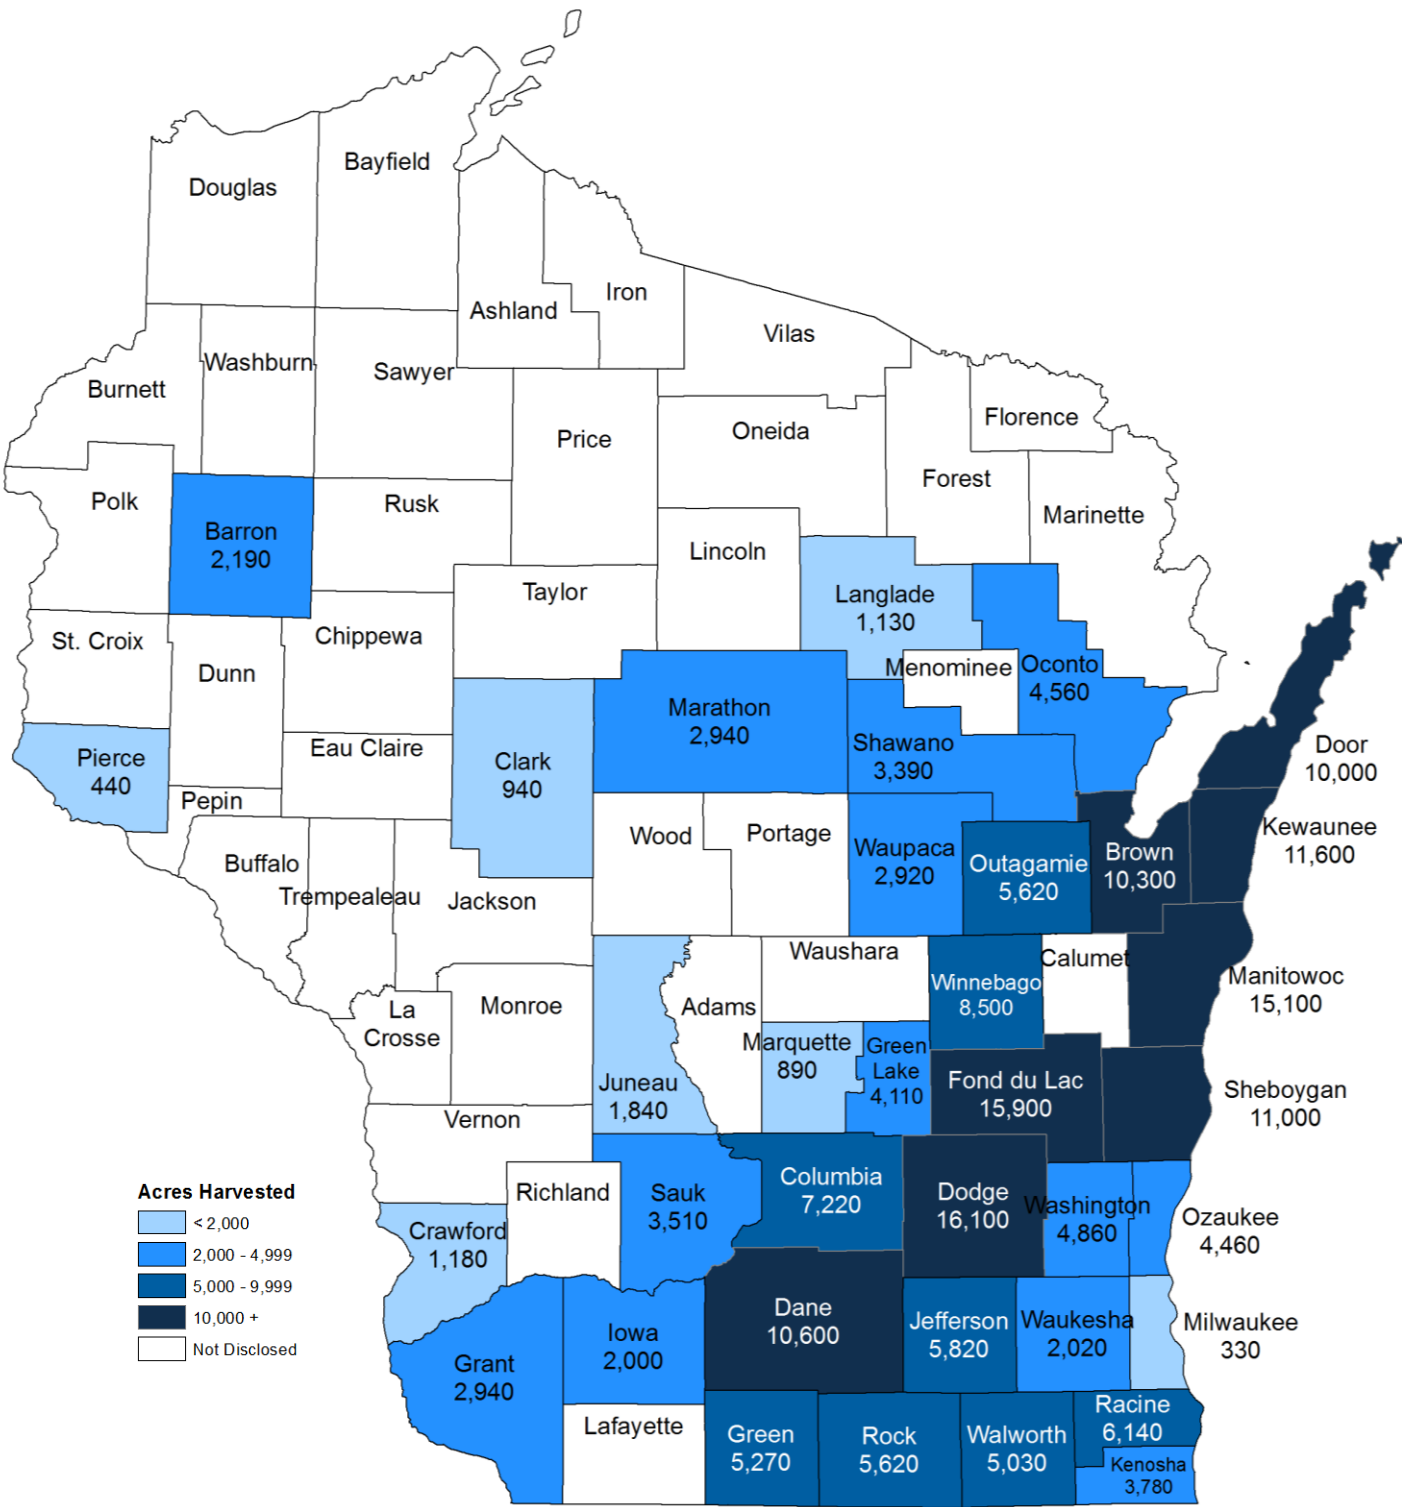 Bayfield
Douglas
Iron
Ashland
Vilas
Washburn
Sawyer
Burnett
Florence
Oneida
Price
Forest
Polk
Rusk
Marinette
Barron
2,190
Lincoln
Taylor
Langlade
1,130
Chippewa
St. Croix
Dunn
Menominee
Oconto
4,560
Marathon
2,940
Shawano
3,390
Eau Claire
Pierce
440
Clark
940
Door
10,000
Pepin
Kewaunee
11,600
Wood
Portage
Waupaca
2,920
Outagamie
5,620
Brown
10,300
Buffalo
Trempealeau
Jackson
Waushara
Calumet
Manitowoc
15,100
Winnebago
8,500
Monroe
Adams
La
Crosse
Marquette
890
Green
Lake
4,110
Juneau
1,840
Fond du Lac
15,900
Sheboygan
11,000
Vernon
Richland
Sauk
3,510
Columbia
7,220
Dodge
16,100
Washington
4,860
Ozaukee
4,460
Crawford
1,180
Acres Harvested
< 2,000
2,000 - 4,999
5,000 - 9,999
10,000 +
Not Disclosed
Dane
10,600
Jefferson
5,820
Waukesha
2,020
Milwaukee
330
Iowa
2,000
Grant
2,940
Lafayette
Green
5,270
Rock
5,620
Walworth
5,030
Racine
6,140
Kenosha
3,780